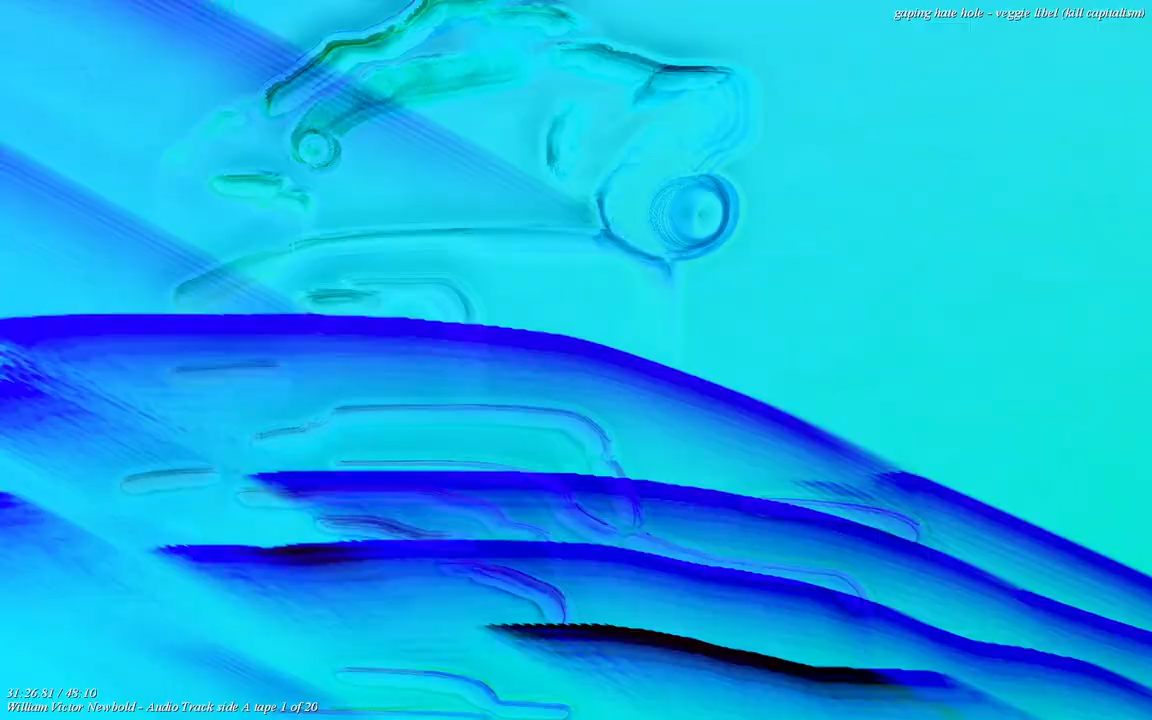 gaping hate hole - veggie libel (kill capitalism)
31:26.81 / 48:10
William Victor Newbold - Audio Track side A tape 1 of 20